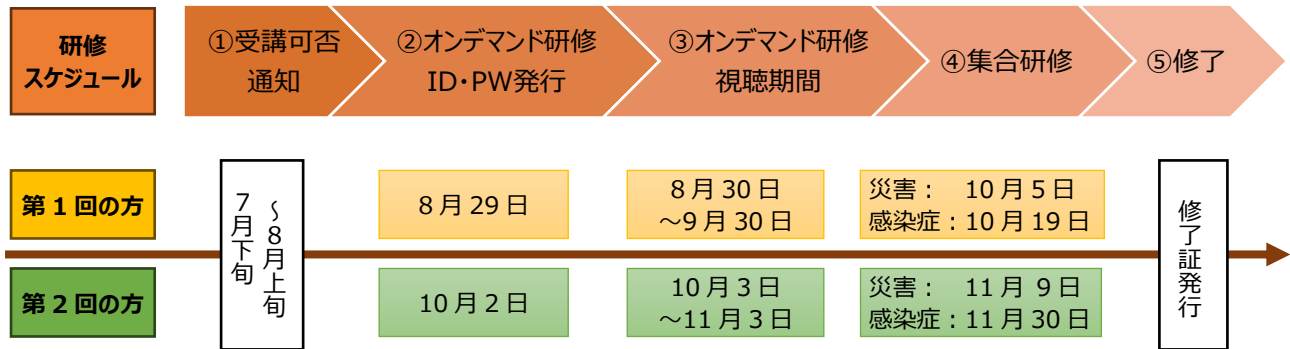 研修
スケジュール
①受講可否
通知
②オンデマンド研修
ID・PW発行
③オンデマンド研修
視聴期間
④集合研修
⑤修了
第1回の方
7月下旬
～8月上旬
8月29日
8月30日
～9月30日
災害： 10月5日
感染症：10月19日
修了証発行
第2回の方
10月2日
10月3日
～11月3日
災害： 11月 9日
感染症：11月30日